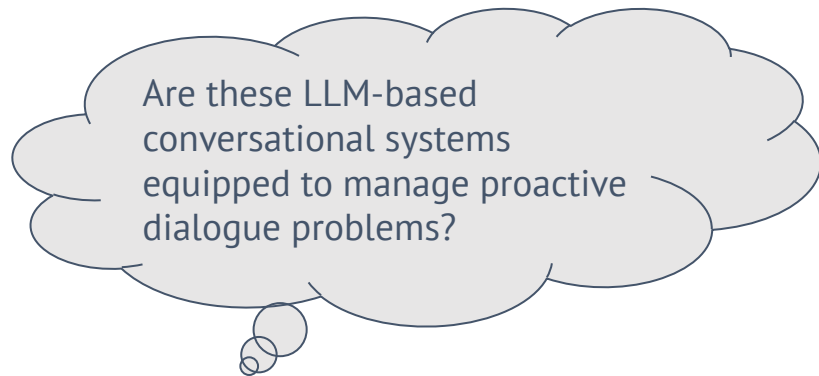 Are these LLM-based
conversational systems
equipped to manage proactive
dialogue problems?